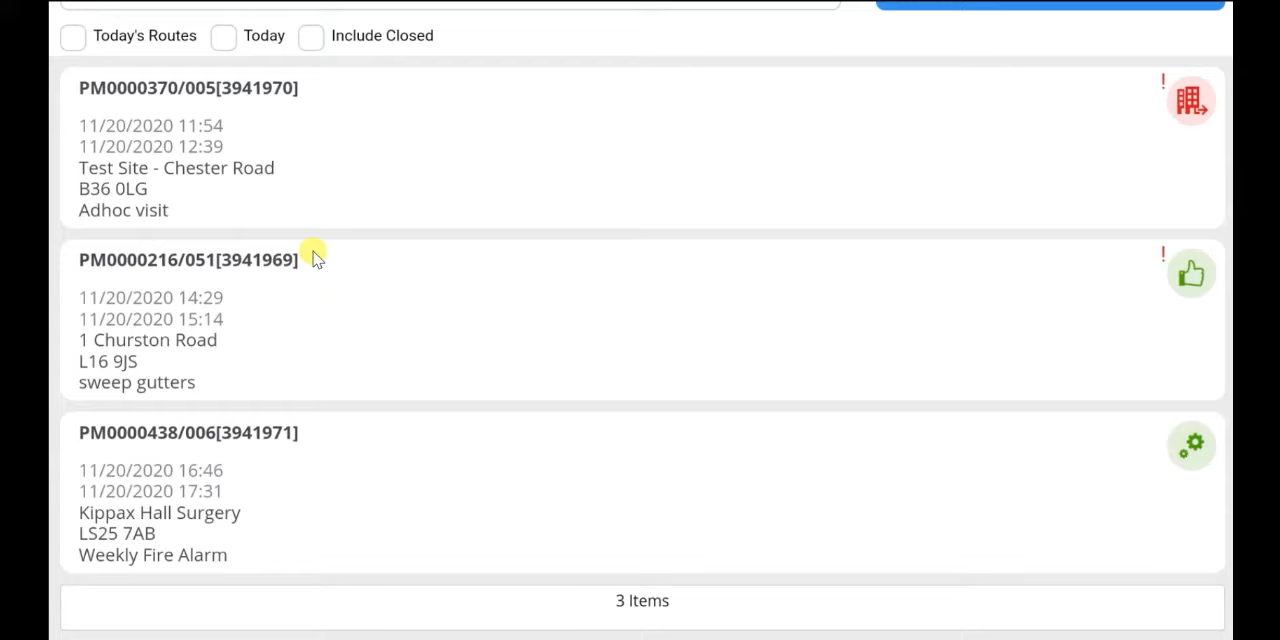 Today's Routes Today Include Closed
PM0000370/005[3941970]
!
11/20/2020 11:54
11/20/2020 12:39
Test Site - Chester Road
B36 0LG
Adhoc visit
PM0000216/051[3941969]
!
11/20/2020 14:29
11/20/2020 15:14
1 Churston Road
L16 9JS
sweep gutters
PM0000438/006[3941971]
11/20/2020 16:46
11/20/2020 17:31
Kippax Hall Surgery
LS25 7AB
Weekly Fire Alarm
3 Items